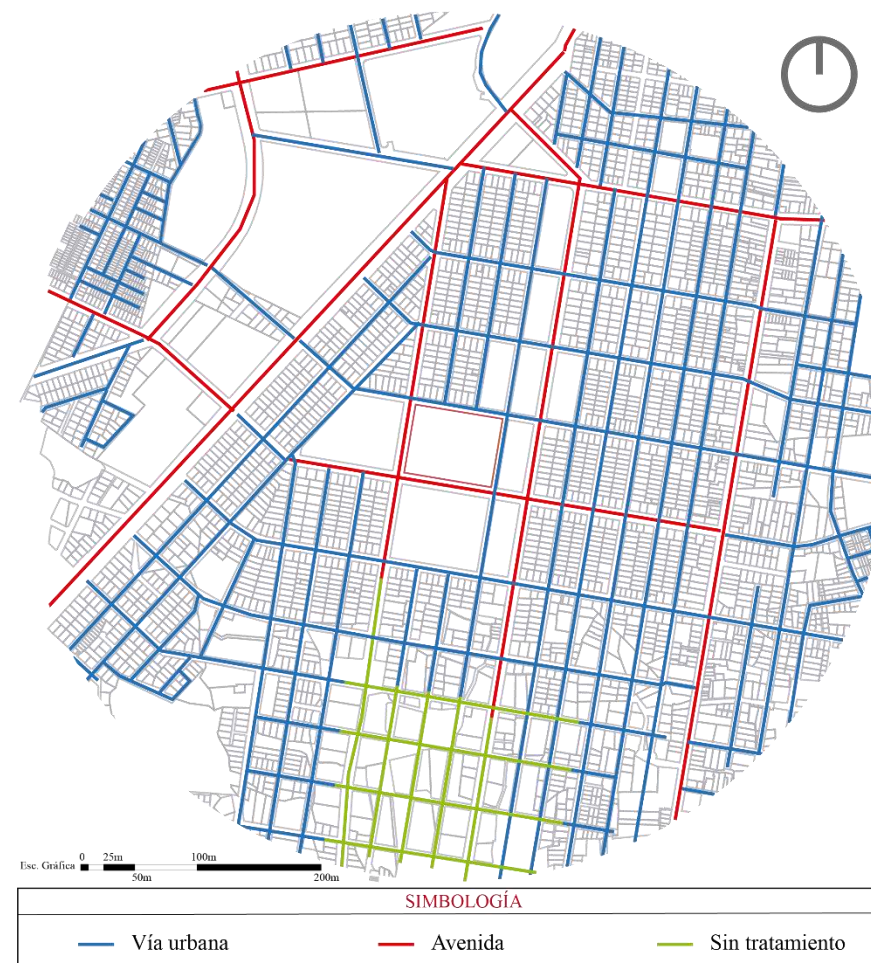 0 25m 100m
Esc. Gráfica
50m 200m
SIMBOLOGÍA
Vía urbana Avenida Sin tratamiento